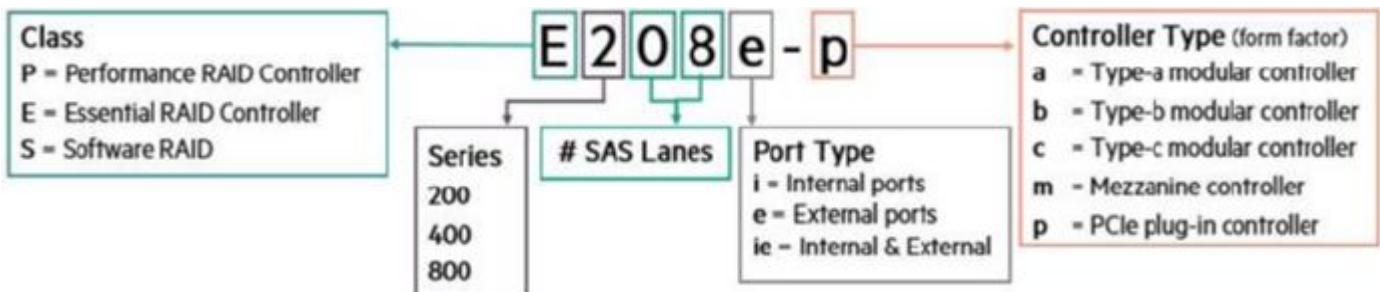 E208e-p
Class
P = Performance RAID Controller
E = Essential RAID Controller
S = Software RAID
Series
200
400
800
# SAS Lanes
Port Type
i = Internal ports
e = External ports
ie = Internal & External
Controller Type (form factor)
a = Type-a modular controller
b = Type-b modular controller
c = Type-c modular controller
m = Mezzanine controller
p = PCIe plug-in controller